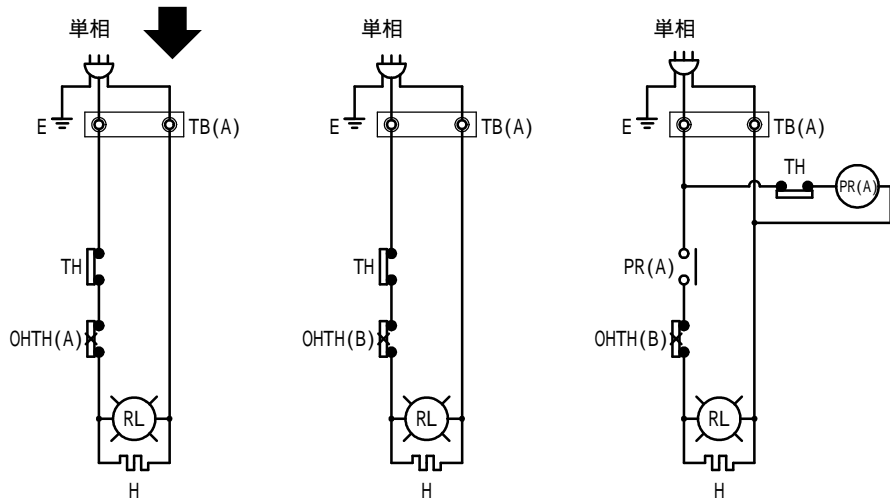 単相
E
TB(A)
TH
OHTH(A)
RL
H
単相
E
TB(A)
TH
OHTH(B)
RL
H
単相
E
TB(A)
TH
PR(A)
PR(A)
OHTH(B)
RL
H